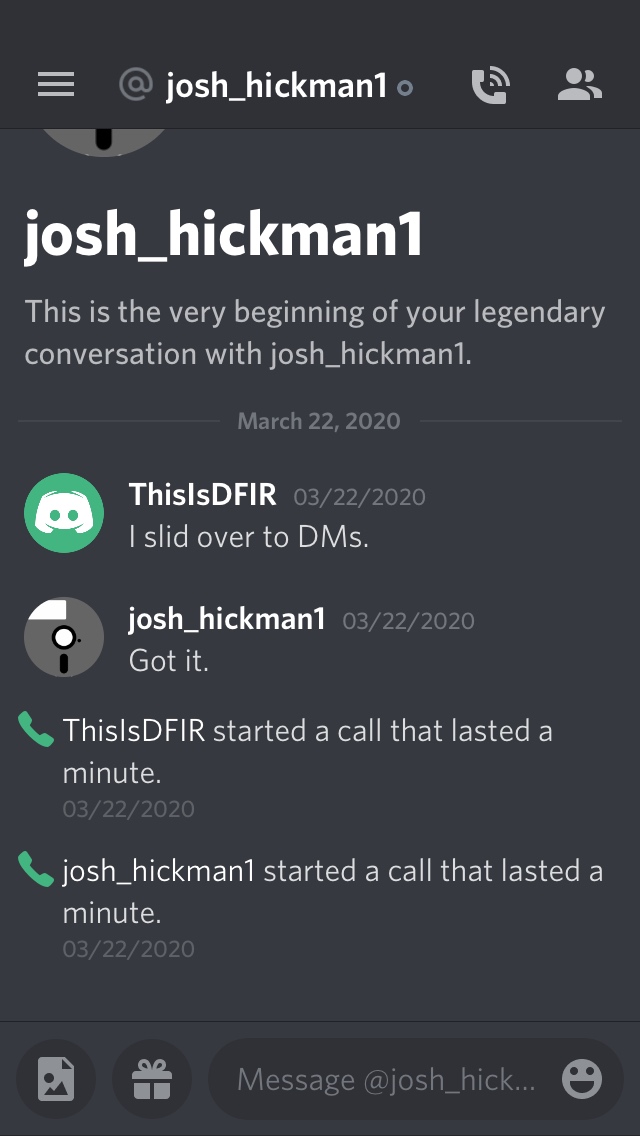 @ josh_hickman1
josh_hickman1
This is the very beginning of your legendary
conversation with josh_hickman1.
March 22, 2020
ThisIsDFIR 03/22/2020
I slid over to DMs.
josh_hickman1 03/22/2020
Got it.
ThisIsDFIR started a call that lasted a
minute.
03/22/2020
josh_hickman1 started a call that lasted a
minute.
03/22/2020
Message @josh_hick...